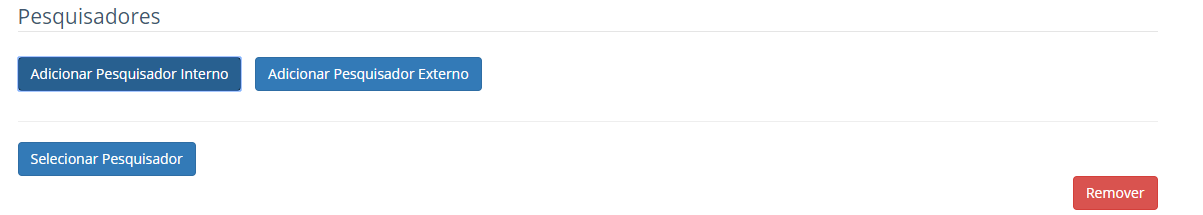 Pesquisadores
Adicionar Pesquisador Interno Adicionar Pesquisador Externo
Selecionar Pesquisador
Remover